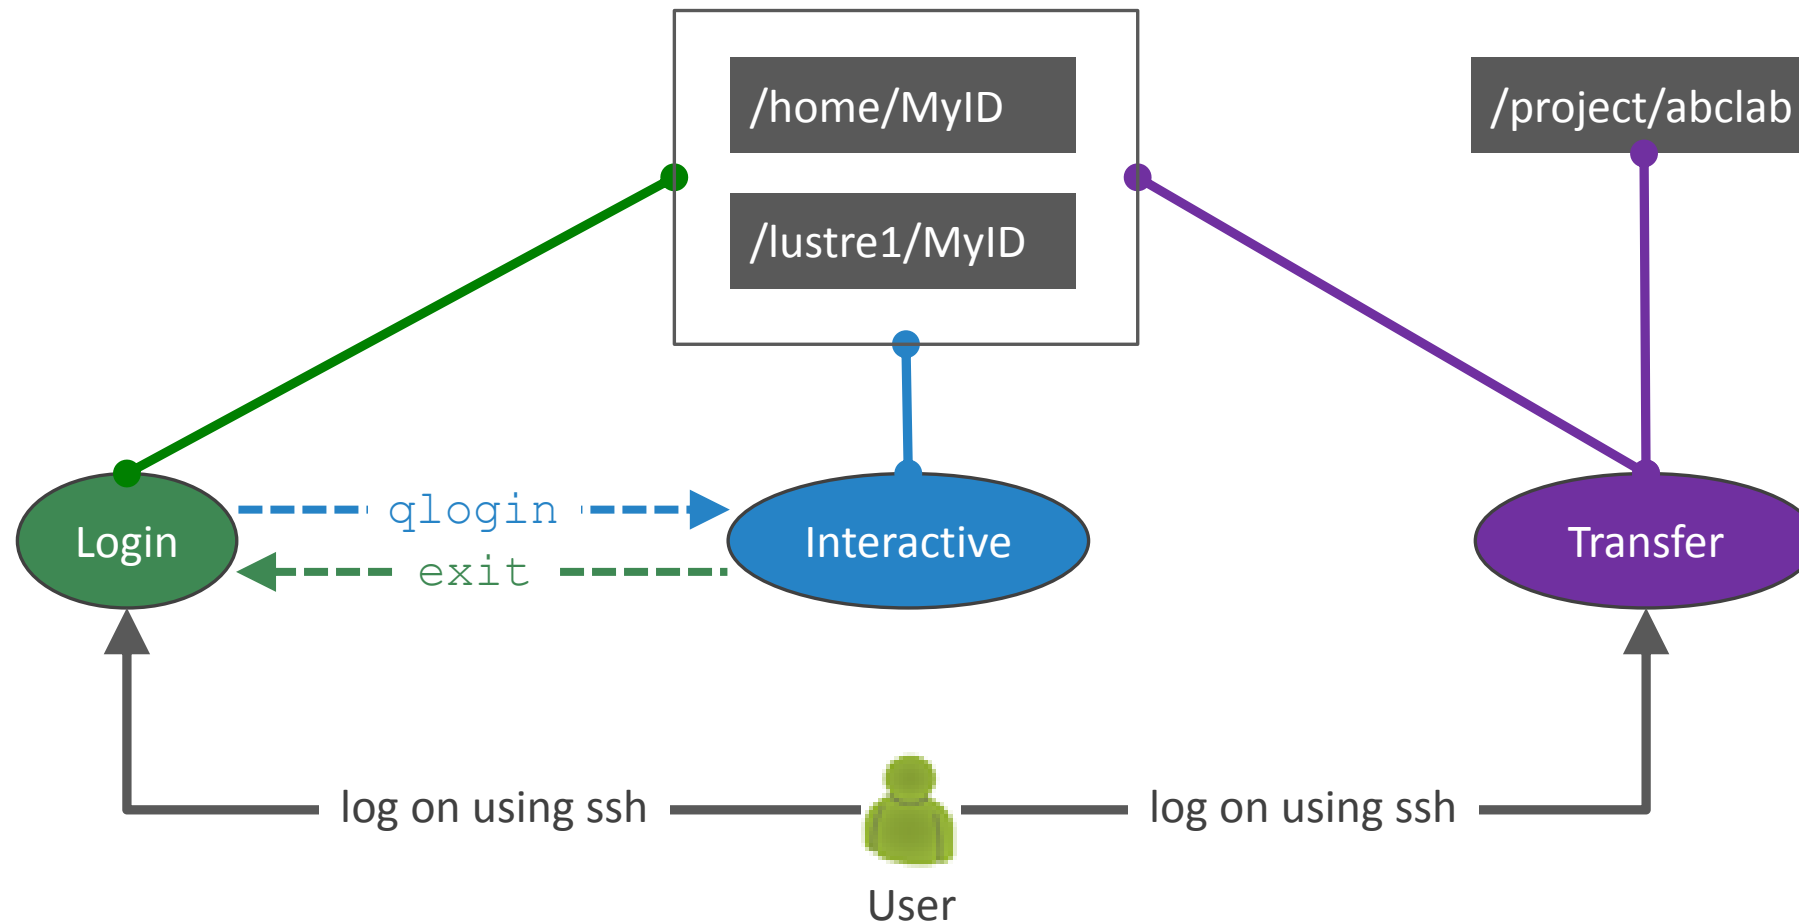 /home/MyID
/project/abclab
/lustre1/MyID
qlogin
Login
Interactive
Transfer
exit
log on using ssh
log on using ssh
User